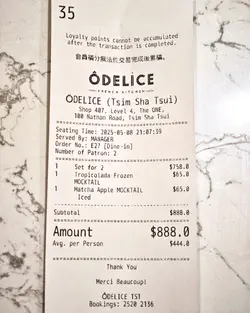 35
Loyalty points cannot be accumulated
after the transaction is completed.
會員積分無法於交易完成後累積。
ÔDELICE
FRENCH KITCHEN
ÔDELICE (Tsim Sha Tsui)
Shop 407, Level 4, The ONE,
100 Nathan Road, Tsim Sha Tsui
Seating Time: 2025-05-08 21:07:39
Served By: MANAGER
Order No.: E27 [Dine-in]
Number of Patron: 2
1 Set for 2 $758.0
1 Tropicolada Frozen $65.0
MOCKTAIL
1 Matcha Apple MOCKTAIL $65.0
Iced
Subtotal $888.0
Amount $888.0
Avg. per Person $444.0
Thank You
Merci Beaucoup!
ÔDELICE TST
Bookings: 2520 2136